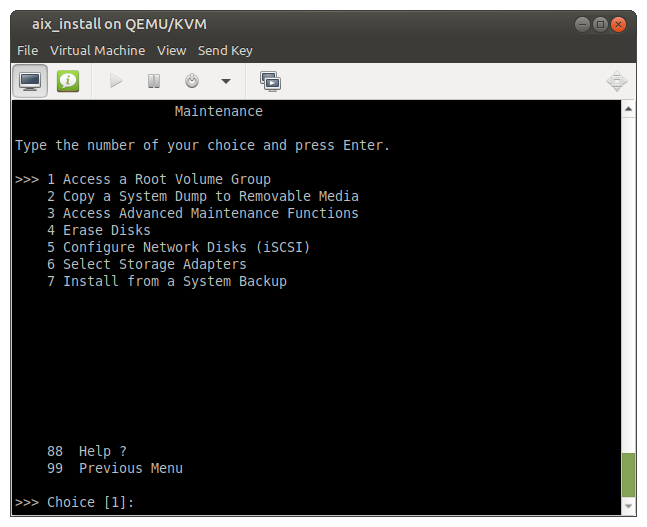 aix_install on QEMU/KVM
File Virtual Machine View Send Key
Maintenance
Type the number of your choice and press Enter.
>>> 1 Access a Root Volume Group
2 Copy a System Dump to Removable Media
3 Access Advanced Maintenance Functions
4 Erase Disks
5 Configure Network Disks (iSCSI)
6 Select Storage Adapters
7 Install from a System Backup
88 Help ?
99 Previous Menu
>>> Choice [1]: